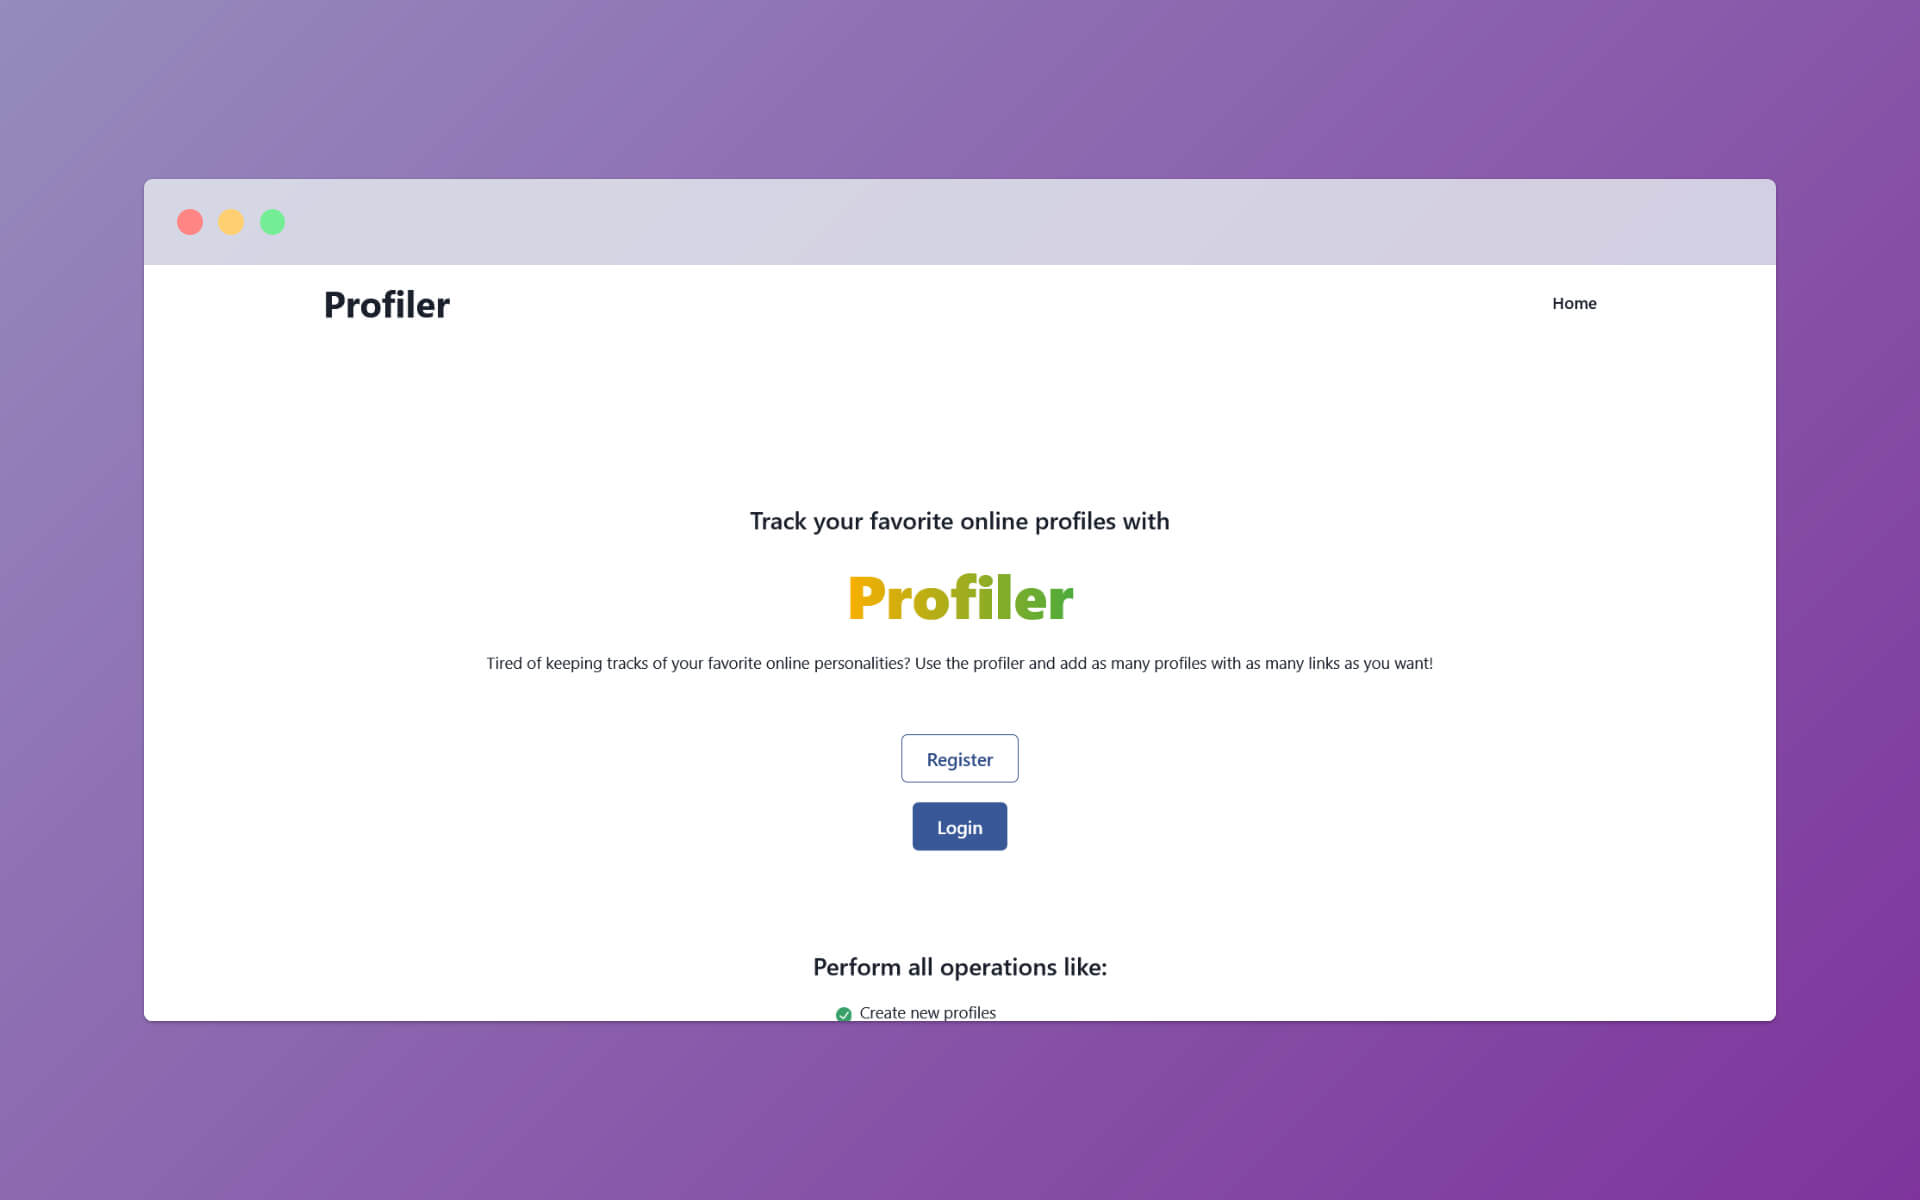 Profiler
Home
Track your favorite online profiles with
Profiler
Tired of keeping tracks of your favorite online personalities? Use the profiler and add as many profiles with as many links as you want!
Register
Login
Perform all operations like:
Create new profiles